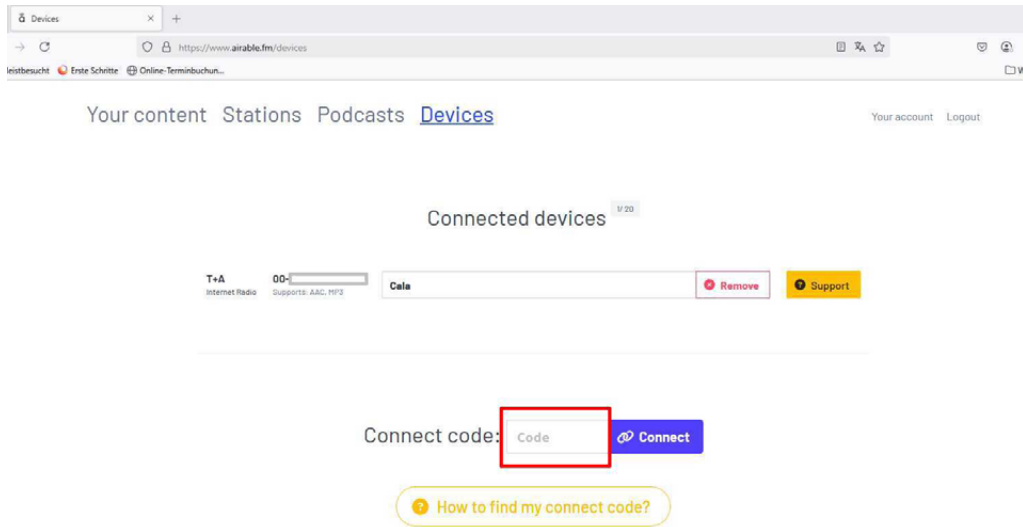 ă Devices
https://www.airable.fm/devices
leistbesucht Erste Schritte Online-Terminbuchun...
Your content Stations Podcasts Devices Your account Logout
Connected devices 1/20
T+A 00- Cala Remove Support
Internet Radio Supports: AAC, MP3
Connect code: Code Connect
How to find my connect code?